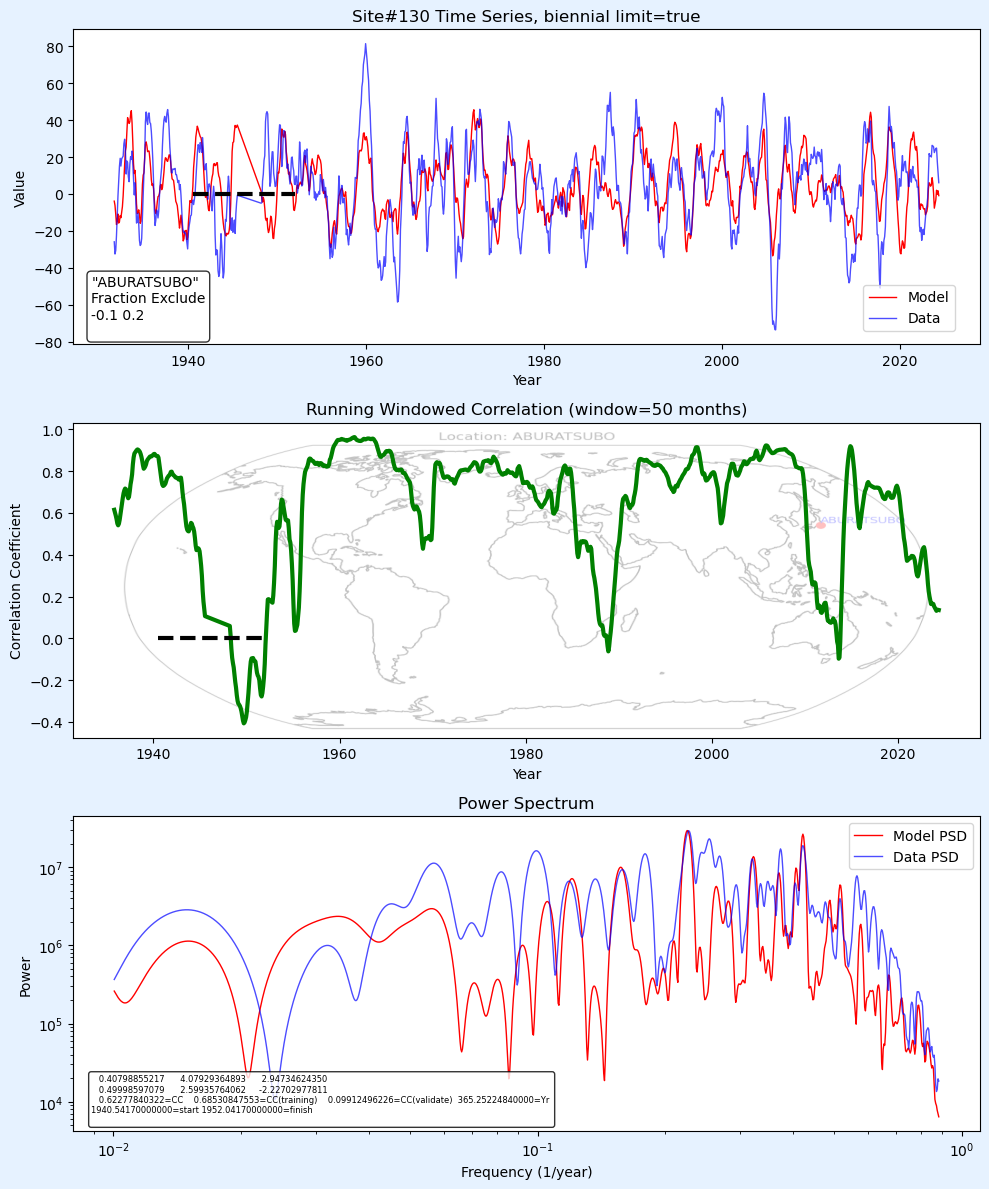 Site#130 Time Series, biennial limit=true
80
60
40
20
0
−20
−40
−60
−80
Value
"ABURATSUBO"
Fraction Exclude
-0.1 0.2
Model
Data
1940
1960
1980
2000
2020
Year
Running Windowed Correlation (window=50 months)
Location: ABURATSUBO
ABURATSUBO
1.0
0.8
0.6
0.4
0.2
0.0
−0.2
−0.4
Correlation Coefficient
1940
1960
1980
2000
2020
Year
Power Spectrum
Model PSD
Data PSD
10⁷
10⁶
10⁵
10⁴
Power
0.40798855217 4.07929364893 2.94734624350
0.49998597079 2.59935764062 -2.22702977811
0.62277840322=CC 0.68530847553=CC(training) 0.09912496226=CC(validate) 365.25224840000=Yr
1940.54170000000=start 1952.04170000000=finish
10⁻²
10⁻¹
10⁰
Frequency (1/year)